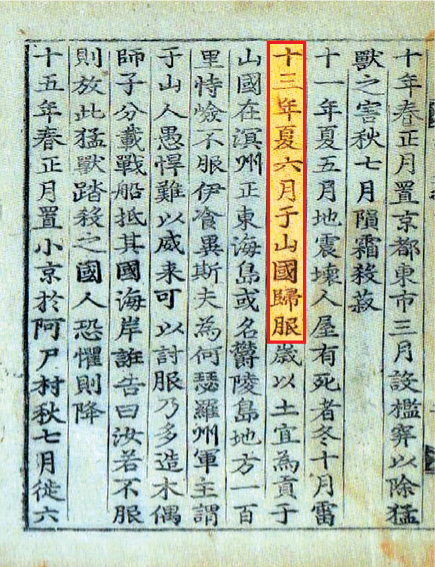 十年春正月置京都東市三月設檻穽以除猛
獸之害秋七月隕霜殺菽
十一年夏五月地震壞人屋有死者冬十月雷
十三年夏六月于山國歸服歲以土宜為貢于
山國在溟州正東海島或名鬱陵島地方一百
里恃嶮不服伊飡異斯夫為何瑟羅州軍主謂
于山人愚悍難以威来可以計服乃多造木偶
師子分載戰船抵其國海岸誑告曰汝若不服
則放此猛獸踏殺之國人恐懼則降
十五年春正月置小京於阿尸村秋七月徙六